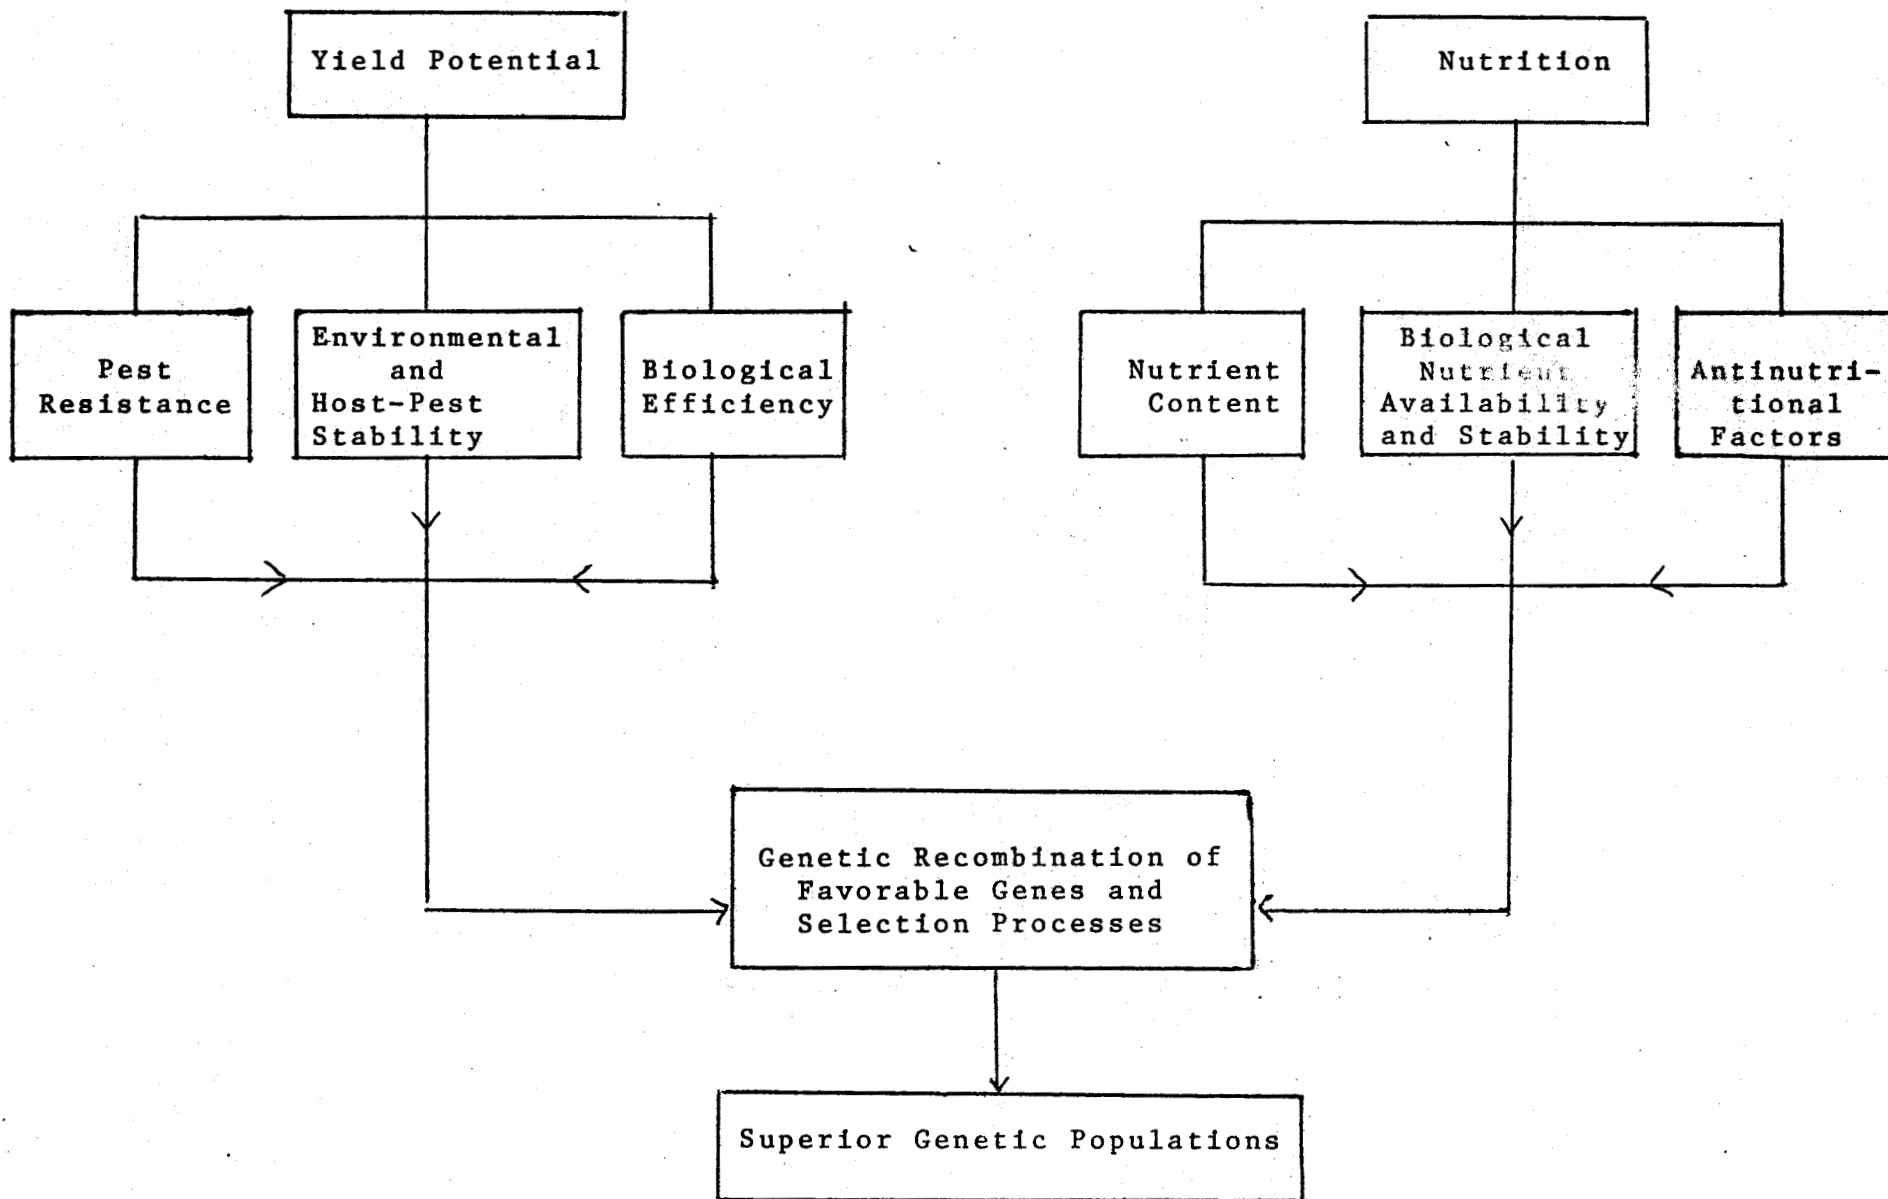 Yield Potential
Nutrition
Pest
Resistance
Environmental
and
Host-Pest
Stability
Biological
Efficiency
Nutrient
Content
Biological
Nutrient
Availability
and Stability
Antinutri-
tional
Factors
Genetic Recombination of
Favorable Genes and
Selection Processes
Superior Genetic Populations